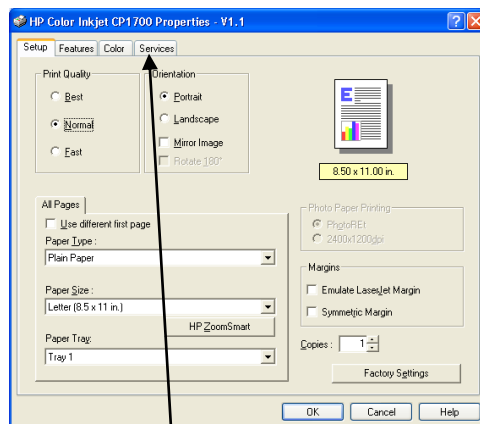 HP Color Inkjet CP1700 Properties - V1.1
Setup Features Color Services
Print Quality
Best
Normal
Fast
Orientation
Portrait
Landscape
Mirror Image
Rotate 180°
E
8.50 x 11.00 in.
All Pages
Use different first page
Paper Type :
Plain Paper
Paper Size :
Letter (8.5 x 11 in.)
HP ZoomSmart
Paper Tray:
Tray 1
Photo Paper Printing
PhotoREt
2400x1200dpi
Margins
Emulate LaserJet Margin
Symmetric Margin
Copies : 1
Factory Settings
OK Cancel Help